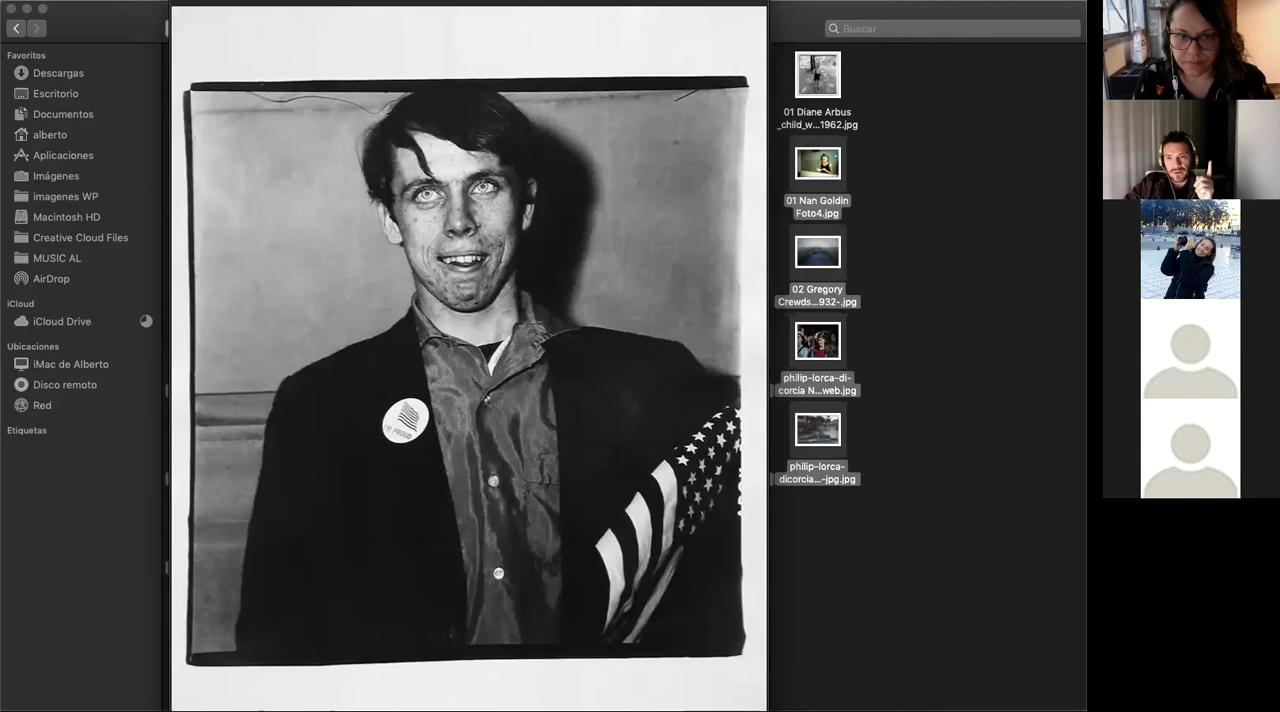 Buscar
Favoritos
Descargas
Escritorio
Documentos
alberto
Aplicaciones
Imágenes
imagenes WP
Macintosh HD
Creative Cloud Files
MUSIC AL
AirDrop
iCloud
iCloud Drive
Ubicaciones
iMac de Alberto
Disco remoto
Red
Etiquetas
I'M PROUD
01 Diane Arbus
_child_w...1962.jpg
01 Nan Goldin
Foto4.jpg
02 Gregory
Crewds...932-.jpg
philip-lorca-di-
corcia N...web.jpg
philip-lorca-
dicorcia...-jpg.jpg